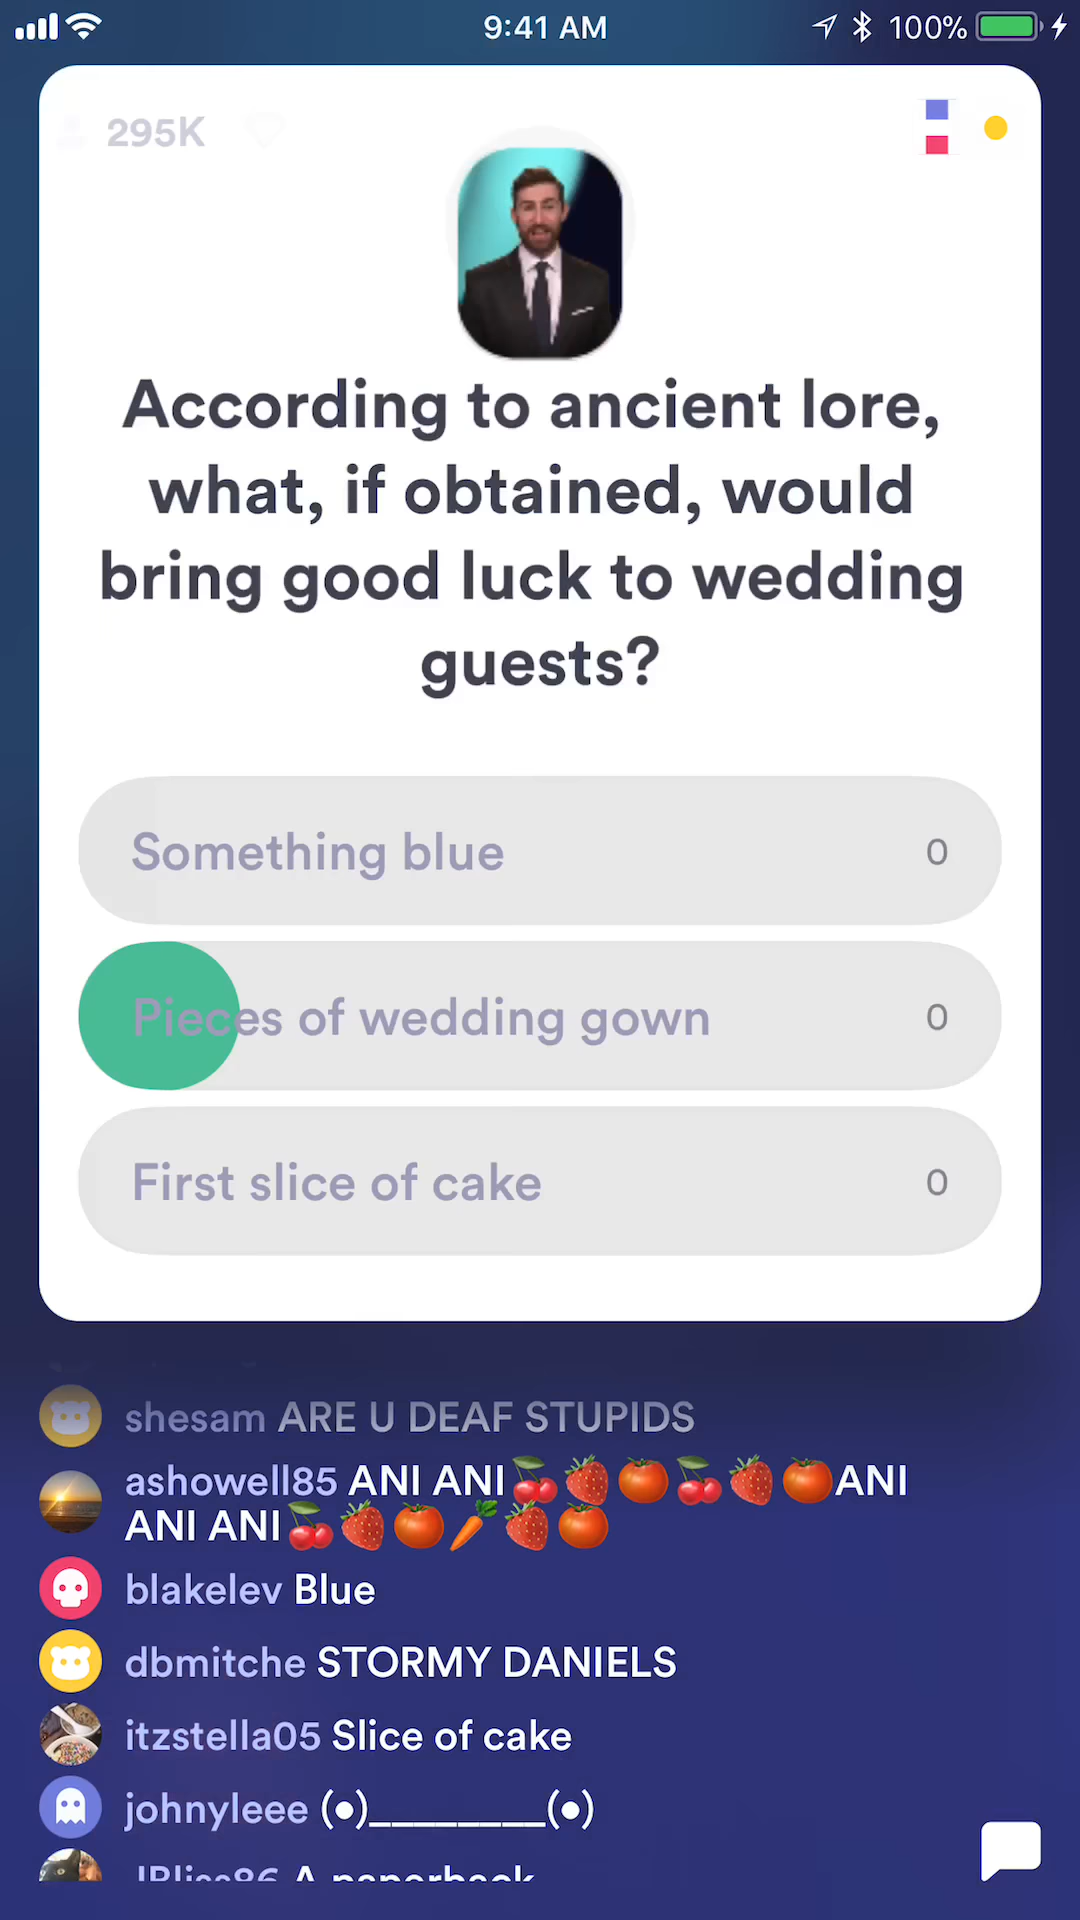 9:41 AM
100%
295K
According to ancient lore,
what, if obtained, would
bring good luck to wedding
guests?
Something blue 0
Pieces of wedding gown 0
First slice of cake 0
shesam ARE U DEAF STUPIDS
ashowell85 ANI ANI🍒🍓🍅🍒🍓🍅ANI
ANI ANI🍒🍓🍅🥕🍓🍅
blakelev Blue
dbmitche STORMY DANIELS
itzstella05 Slice of cake
johnyleee (•)________(•)
JBliss86 A paperback